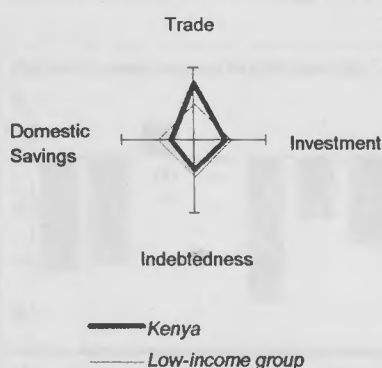 Trade
Domestic
Savings
Investment
Indebtedness
Kenya
Low-income group